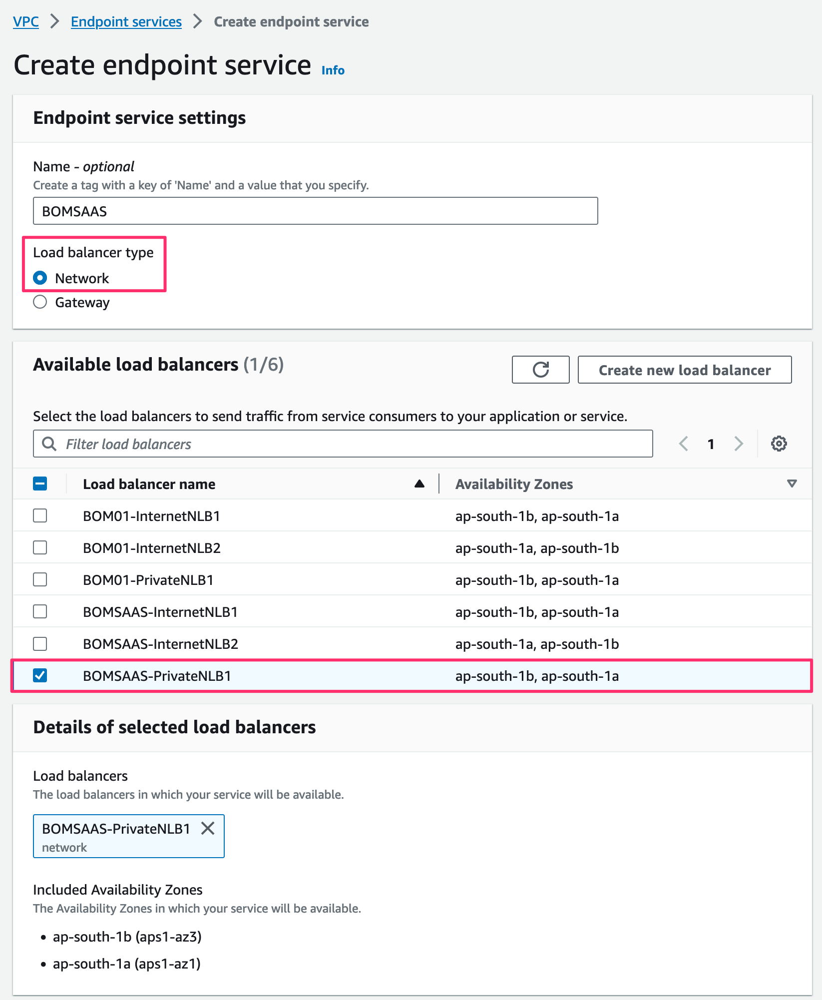 VPC > Endpoint services > Create endpoint service
Create endpoint service Info
Endpoint service settings
Name - optional
Create a tag with a key of 'Name' and a value that you specify.
BOMSAAS
Load balancer type
Network
Gateway
Available load balancers (1/6)
Create new load balancer
Select the load balancers to send traffic from service consumers to your application or service.
Filter load balancers
1
Load balancer name Availability Zones
BOM01-InternetNLB1 ap-south-1b, ap-south-1a
BOM01-InternetNLB2 ap-south-1a, ap-south-1b
BOM01-PrivateNLB1 ap-south-1b, ap-south-1a
BOMSAAS-InternetNLB1 ap-south-1b, ap-south-1a
BOMSAAS-InternetNLB2 ap-south-1a, ap-south-1b
BOMSAAS-PrivateNLB1 ap-south-1b, ap-south-1a
Details of selected load balancers
Load balancers
The load balancers in which your service will be available.
BOMSAAS-PrivateNLB1
network
Included Availability Zones
The Availability Zones in which your service will be available.
• ap-south-1b (aps1-az3)
• ap-south-1a (aps1-az1)